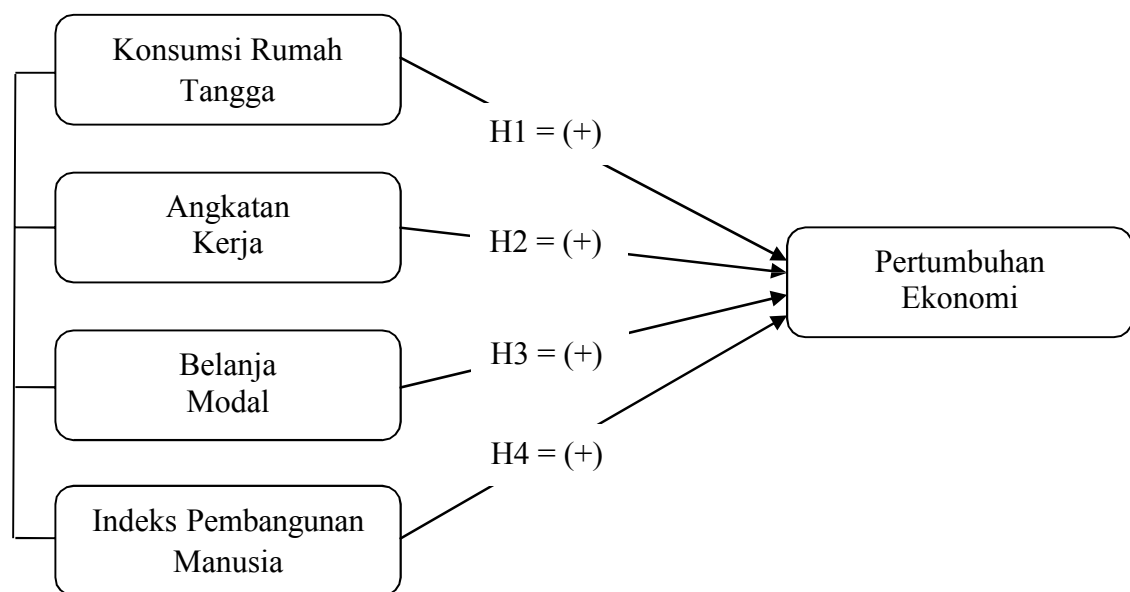 Konsumsi Rumah
Tangga
H1 = (+)
Angkatan
Kerja
H2 = (+)
Pertumbuhan
Ekonomi
Belanja
Modal
H3 = (+)
H4 = (+)
Indeks Pembangunan
Manusia